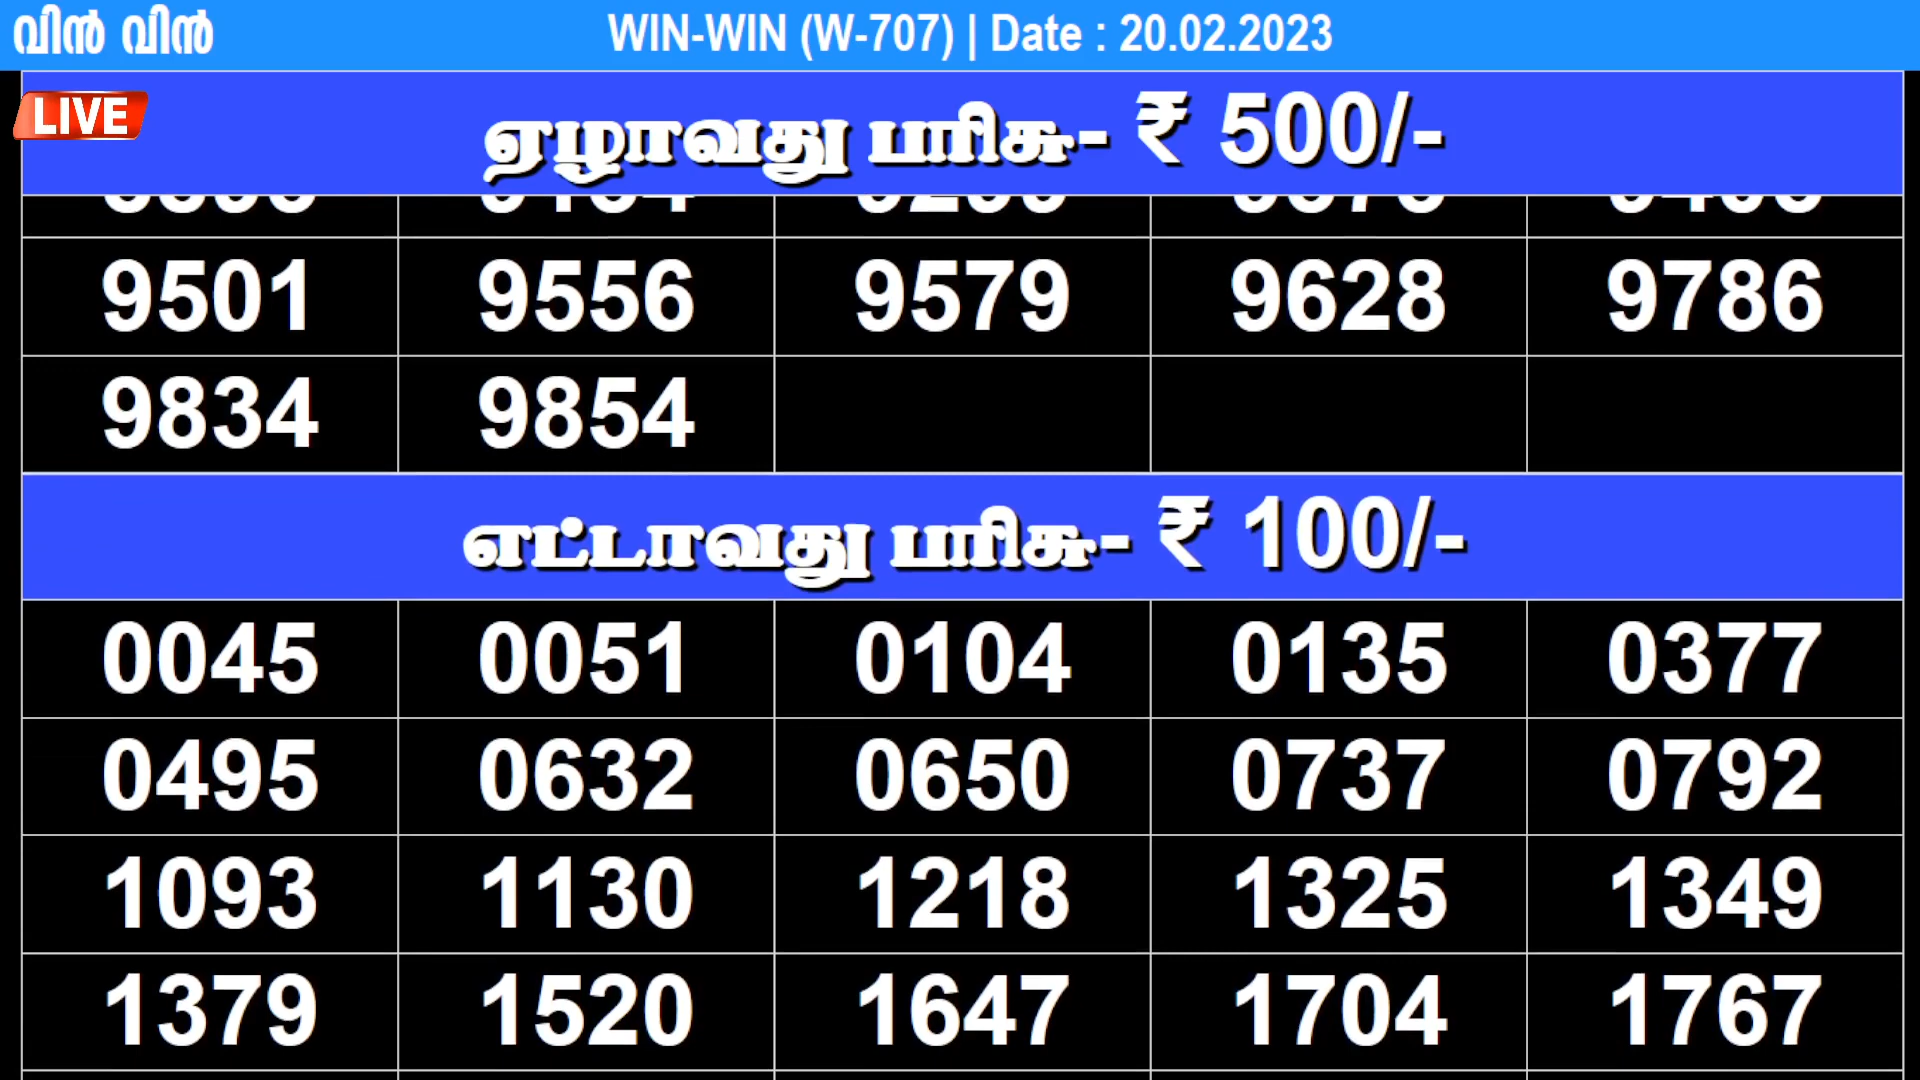 വിൻ വിൻ WIN-WIN (W-707) | Date : 20.02.2023
LIVE
ஏழாவது பரிசு- ₹ 500/-
9501 9556 9579 9628 9786
9834 9854
எட்டாவது பரிசு- ₹ 100/-
0045 0051 0104 0135 0377
0495 0632 0650 0737 0792
1093 1130 1218 1325 1349
1379 1520 1647 1704 1767